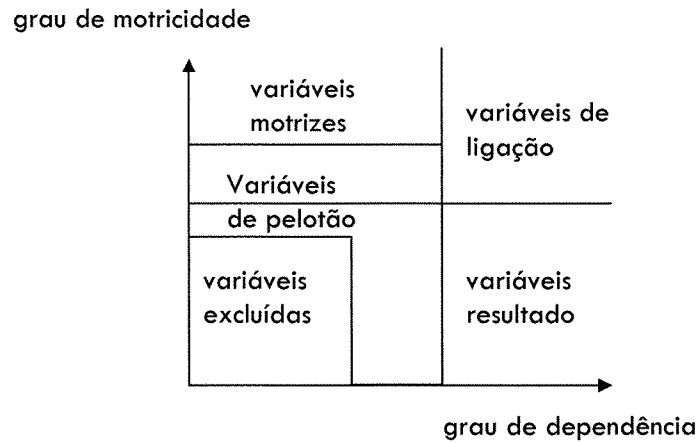 grau de motricidade
variáveis
motrizes
variáveis de
ligação
Variáveis
de pelotão
variáveis
excluídas
variáveis
resultado
grau de dependência